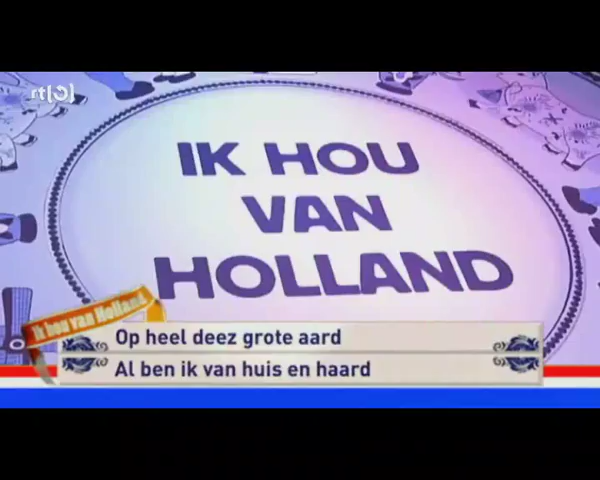 IK HOU
VAN
HOLLAND
Ik hou van Holland
Op heel deez grote aard
Al ben ik van huis en haard